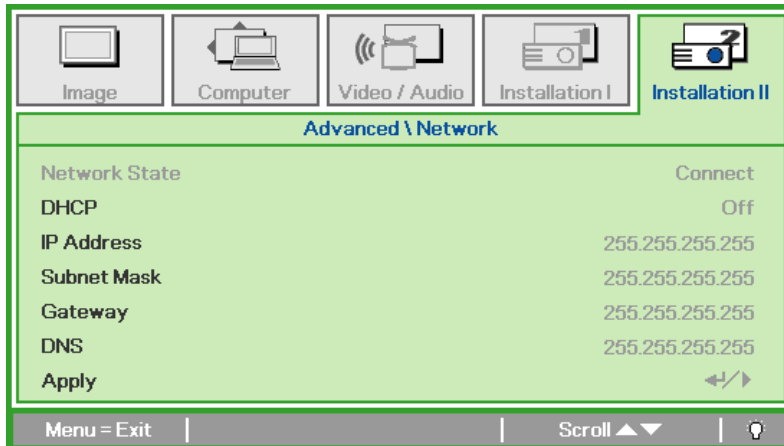 Image Computer Video / Audio Installation I Installation II
Advanced \ Network
Network State Connect
DHCP Off
IP Address 255.255.255.255
Subnet Mask 255.255.255.255
Gateway 255.255.255.255
DNS 255.255.255.255
Apply ↵/▶
Menu = Exit Scroll ▲▼